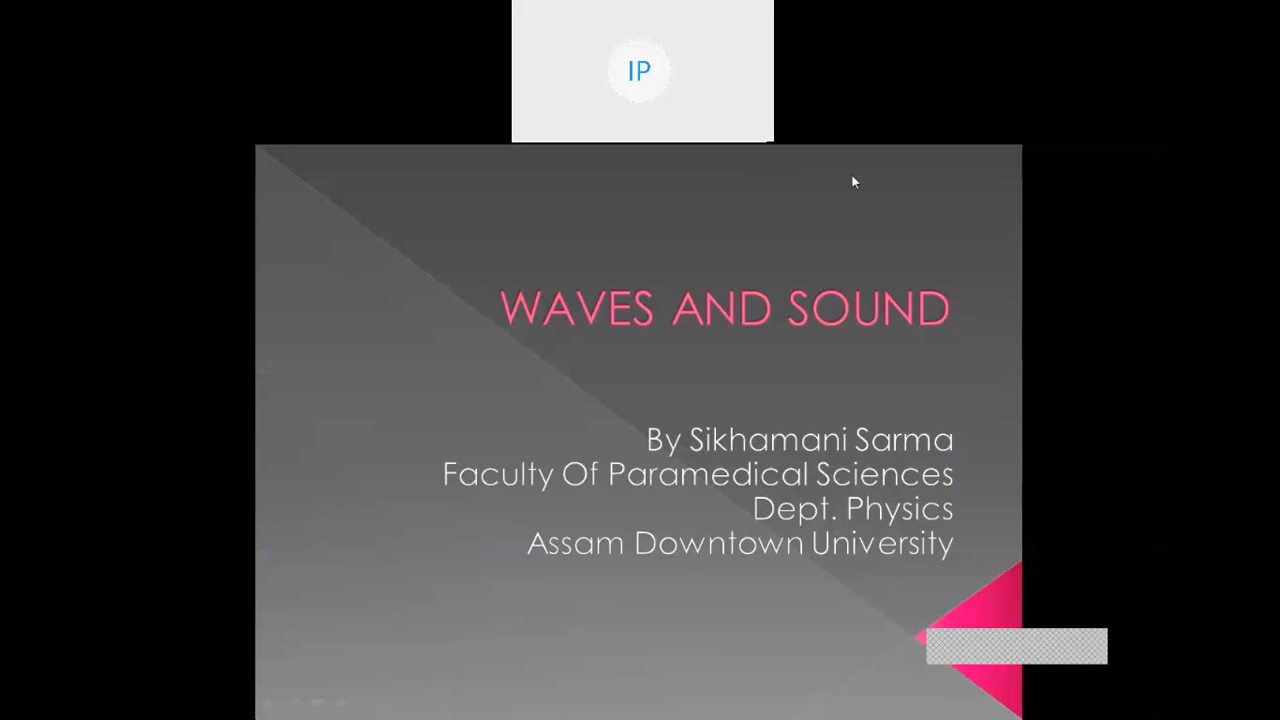 IP
WAVES AND SOUND
By Sikhamani Sarma
Faculty Of Paramedical Sciences
Dept. Physics
Assam Downtown University